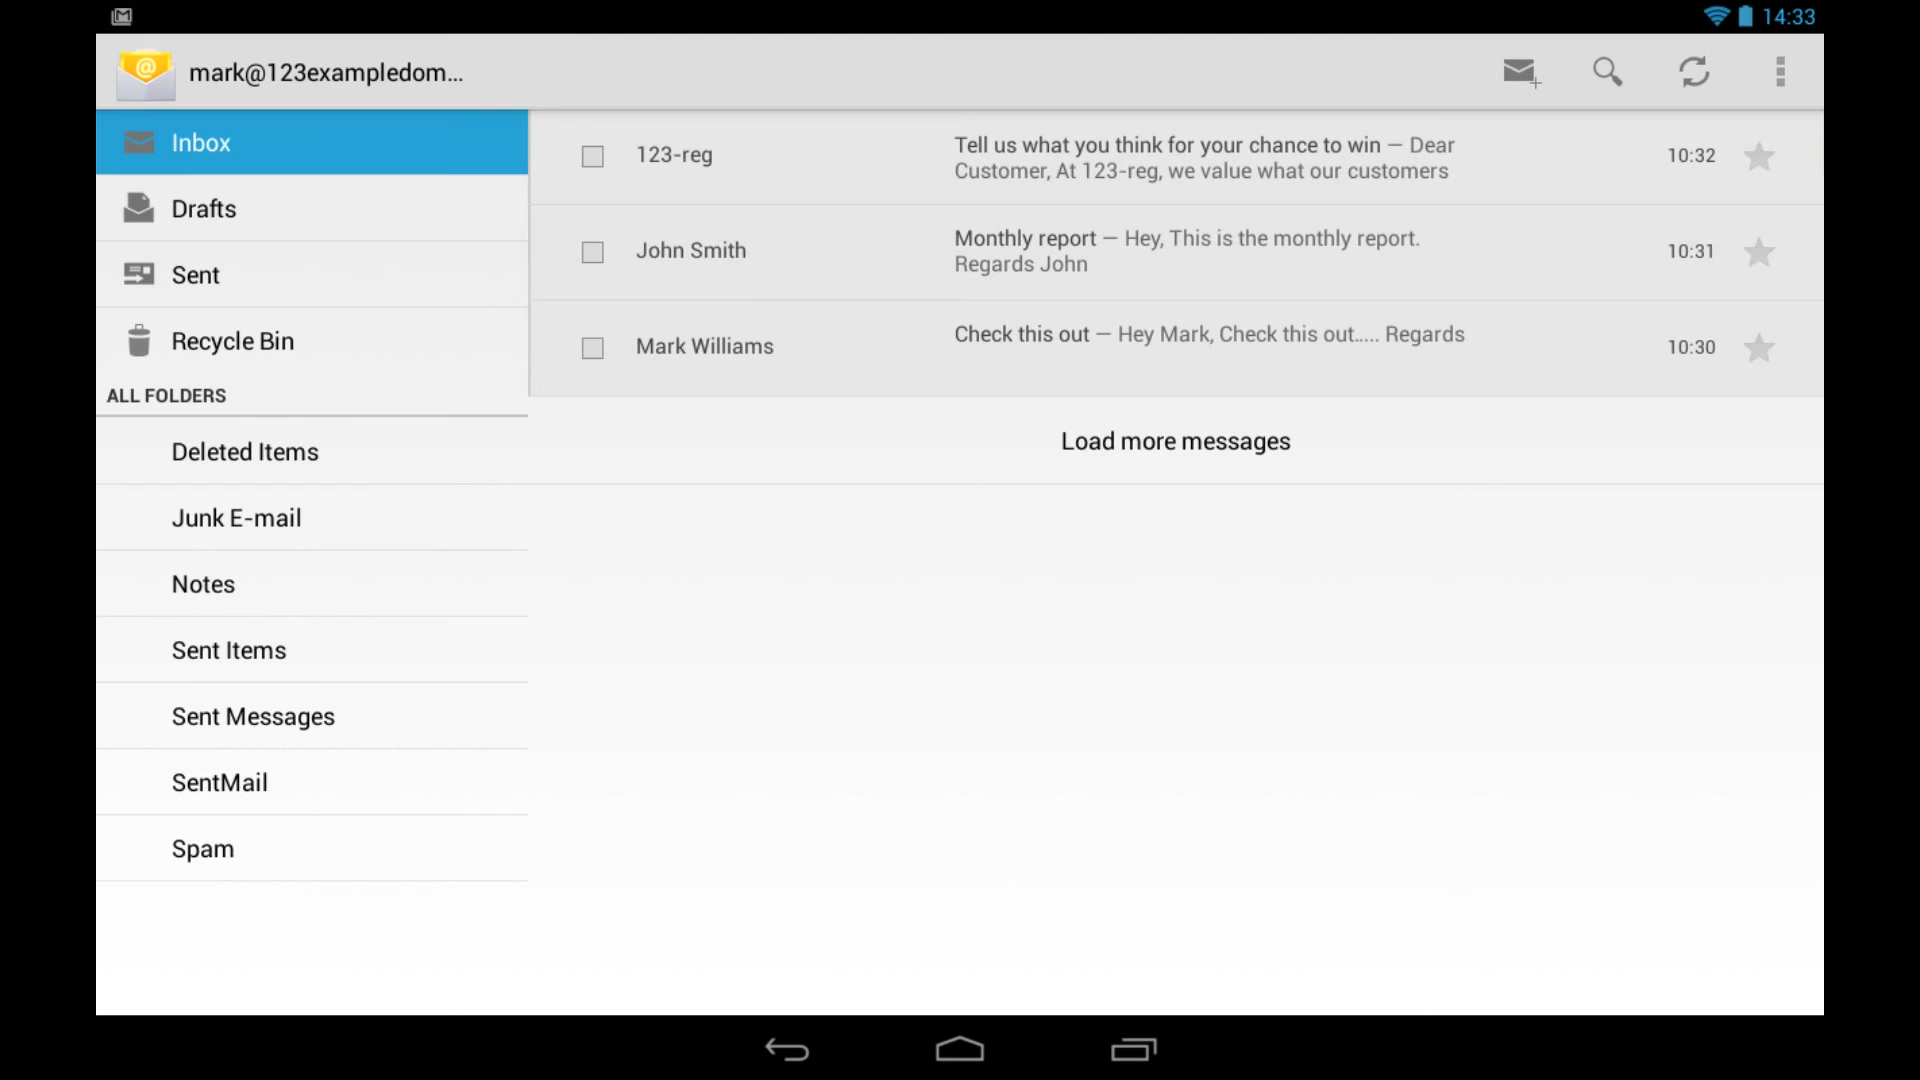 14:33
mark@123exampledom...
Inbox
Drafts
Sent
Recycle Bin
ALL FOLDERS
Deleted Items
Junk E-mail
Notes
Sent Items
Sent Messages
SentMail
Spam
123-reg
Tell us what you think for your chance to win — Dear
Customer, At 123-reg, we value what our customers
10:32
John Smith
Monthly report — Hey, This is the monthly report.
Regards John
10:31
Mark Williams
Check this out — Hey Mark, Check this out..... Regards
10:30
Load more messages